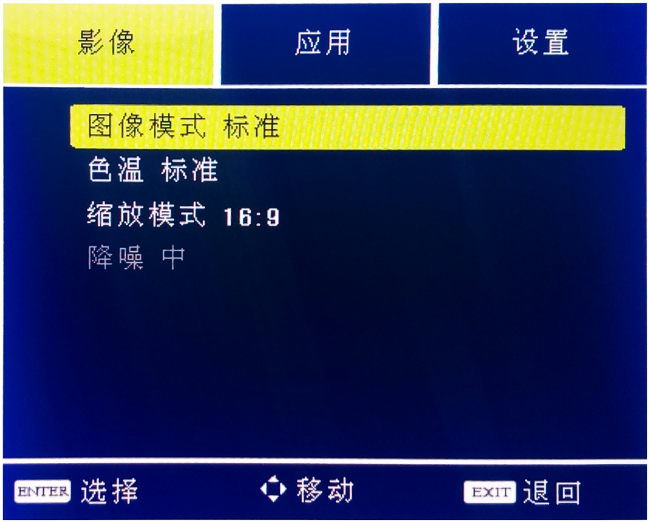 影像 应用 设置
图像模式 标准
色温 标准
缩放模式 16:9
降噪 中
ENTER 选择 移动 EXIT 退回